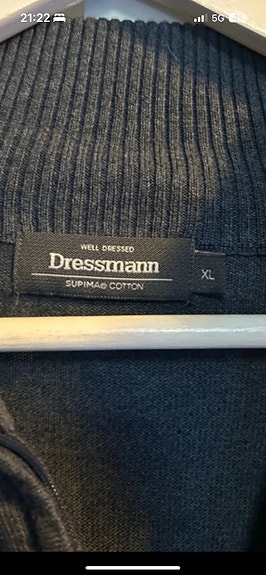 21:22
5G
WELL DRESSED
Dressmann
SUPIMA® COTTON
XL